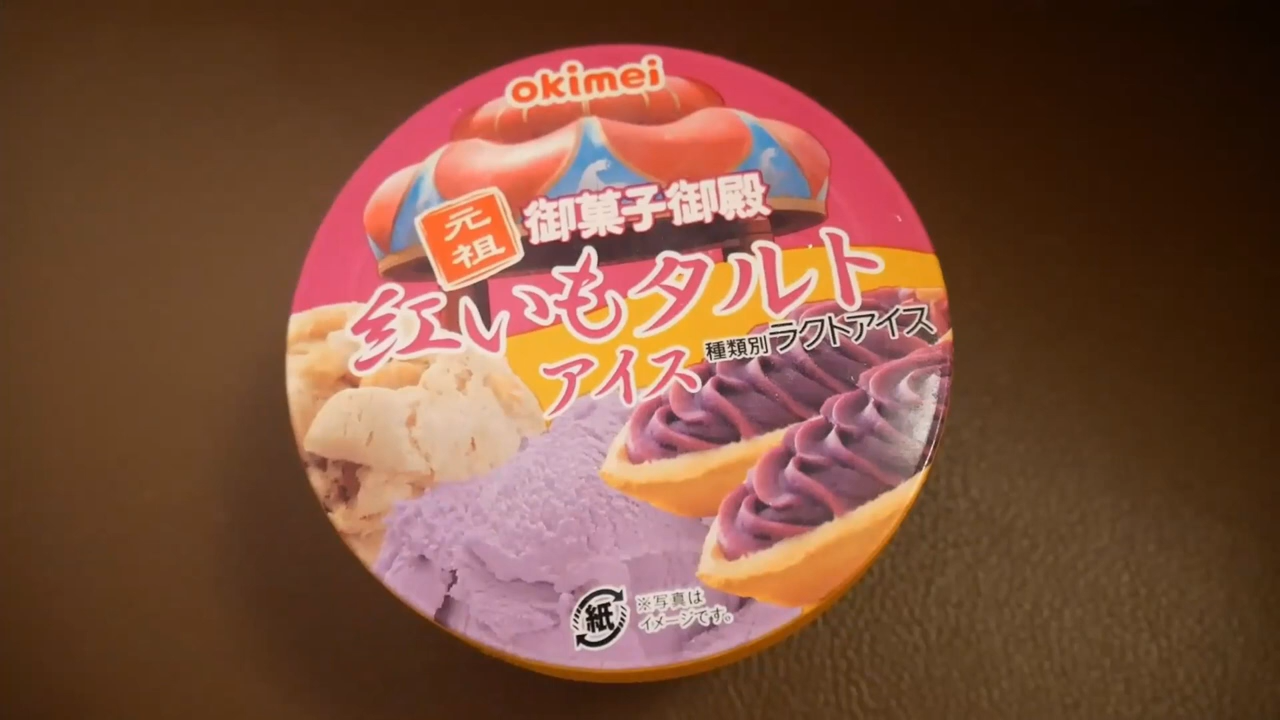 okimei
元祖
御菓子御殿
紅いもタルト
アイス
種類別ラクトアイス
紙
※写真は
イメージです。